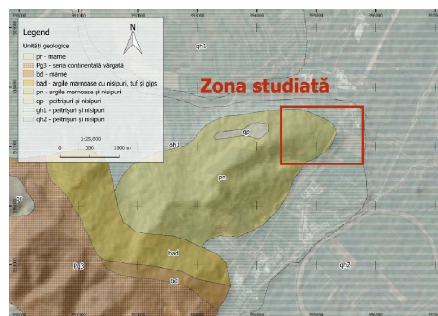 Legend
Unități geologice
N
pr - marne
Pg3 - seria continentală vărgată
bd - marne
bad - argile marnoase cu nisipuri, tuf și gips
pn - argile marnoase și nisipuri
qp - pietrișuri și nisipuri
qh1 - pietrișuri și nisipuri
qh2 - pietrișuri și nisipuri
1:25,000
0 500 1000 m
Zona studiată
qh1
qp
qh1
pn
bad
Pg3
bd
qh2